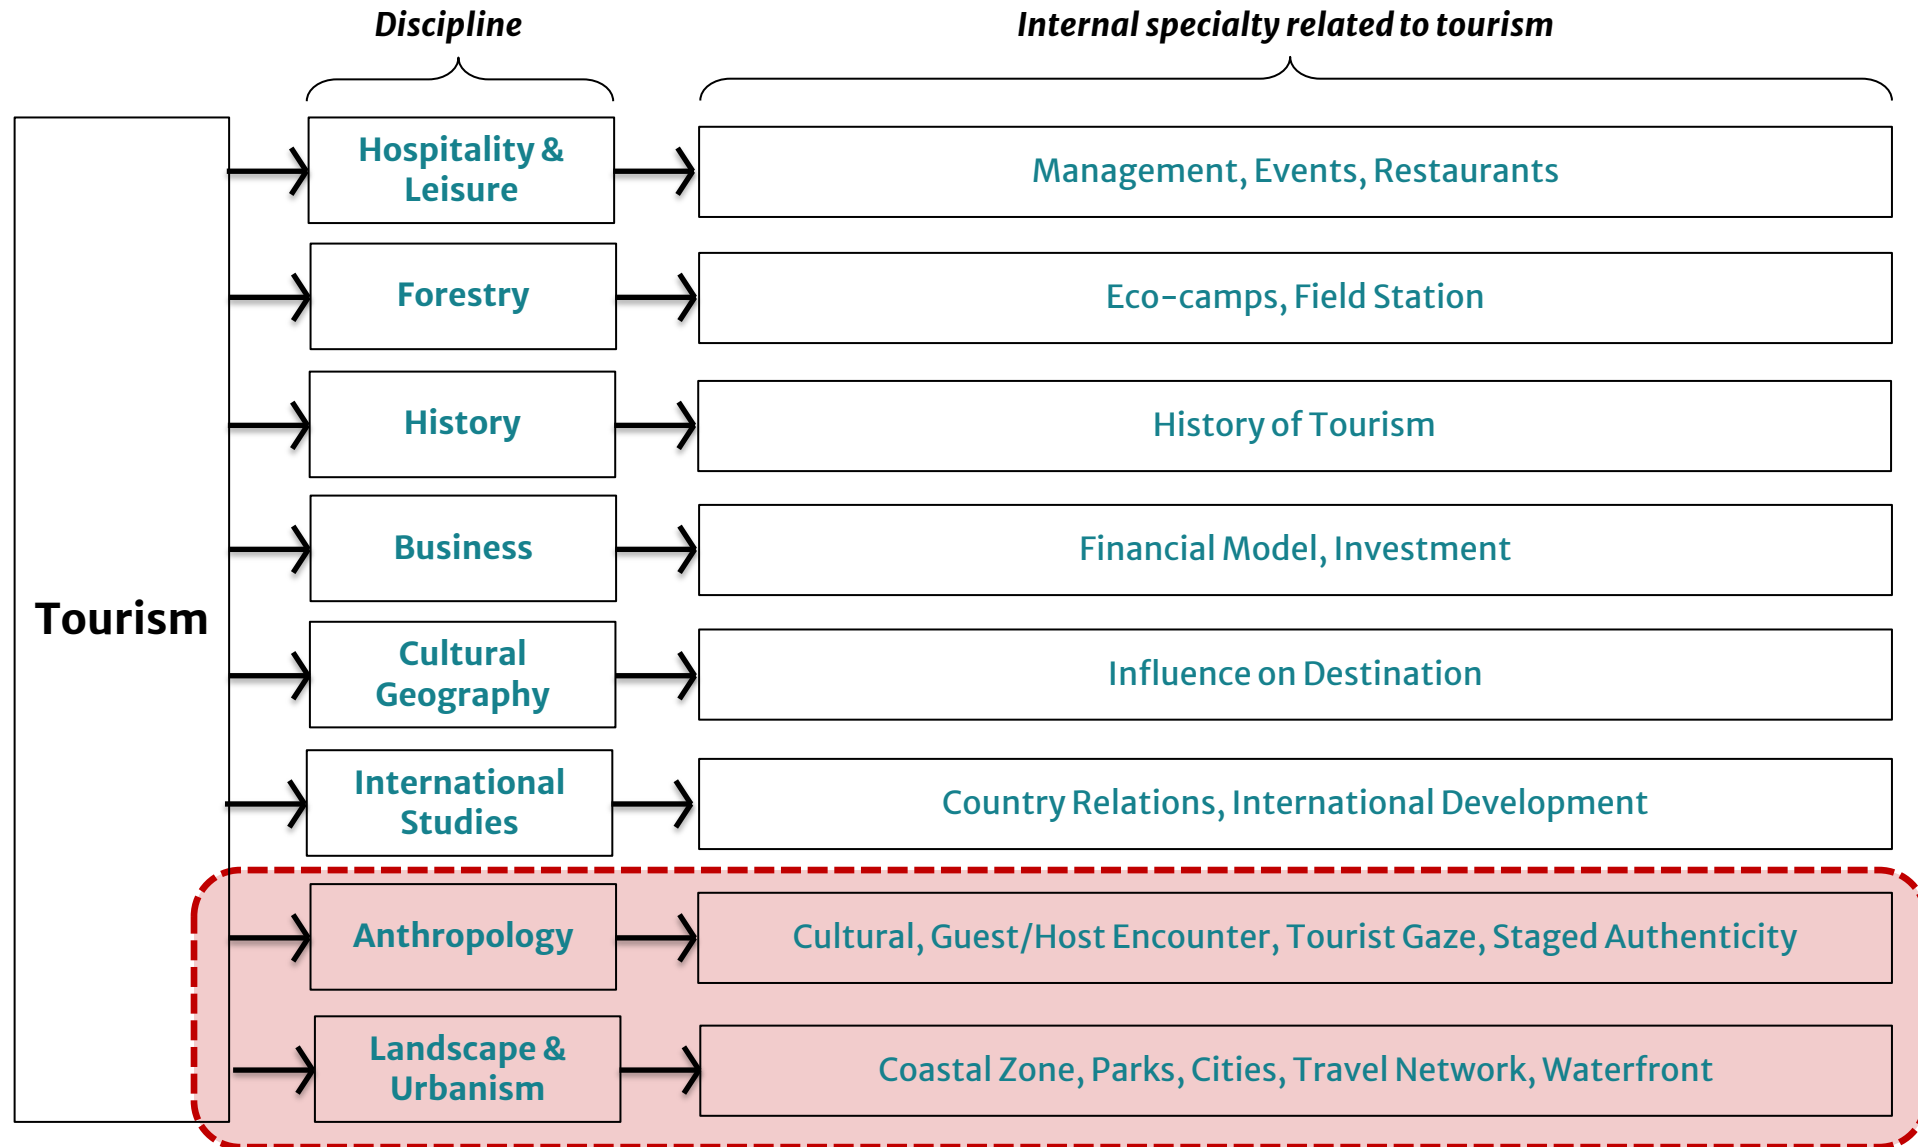 Discipline
Internal specialty related to tourism
Tourism
Hospitality &
Leisure
Management, Events, Restaurants
Forestry
Eco-camps, Field Station
History
History of Tourism
Business
Financial Model, Investment
Cultural
Geography
Influence on Destination
International
Studies
Country Relations, International Development
Anthropology
Cultural, Guest/Host Encounter, Tourist Gaze, Staged Authenticity
Landscape &
Urbanism
Coastal Zone, Parks, Cities, Travel Network, Waterfront